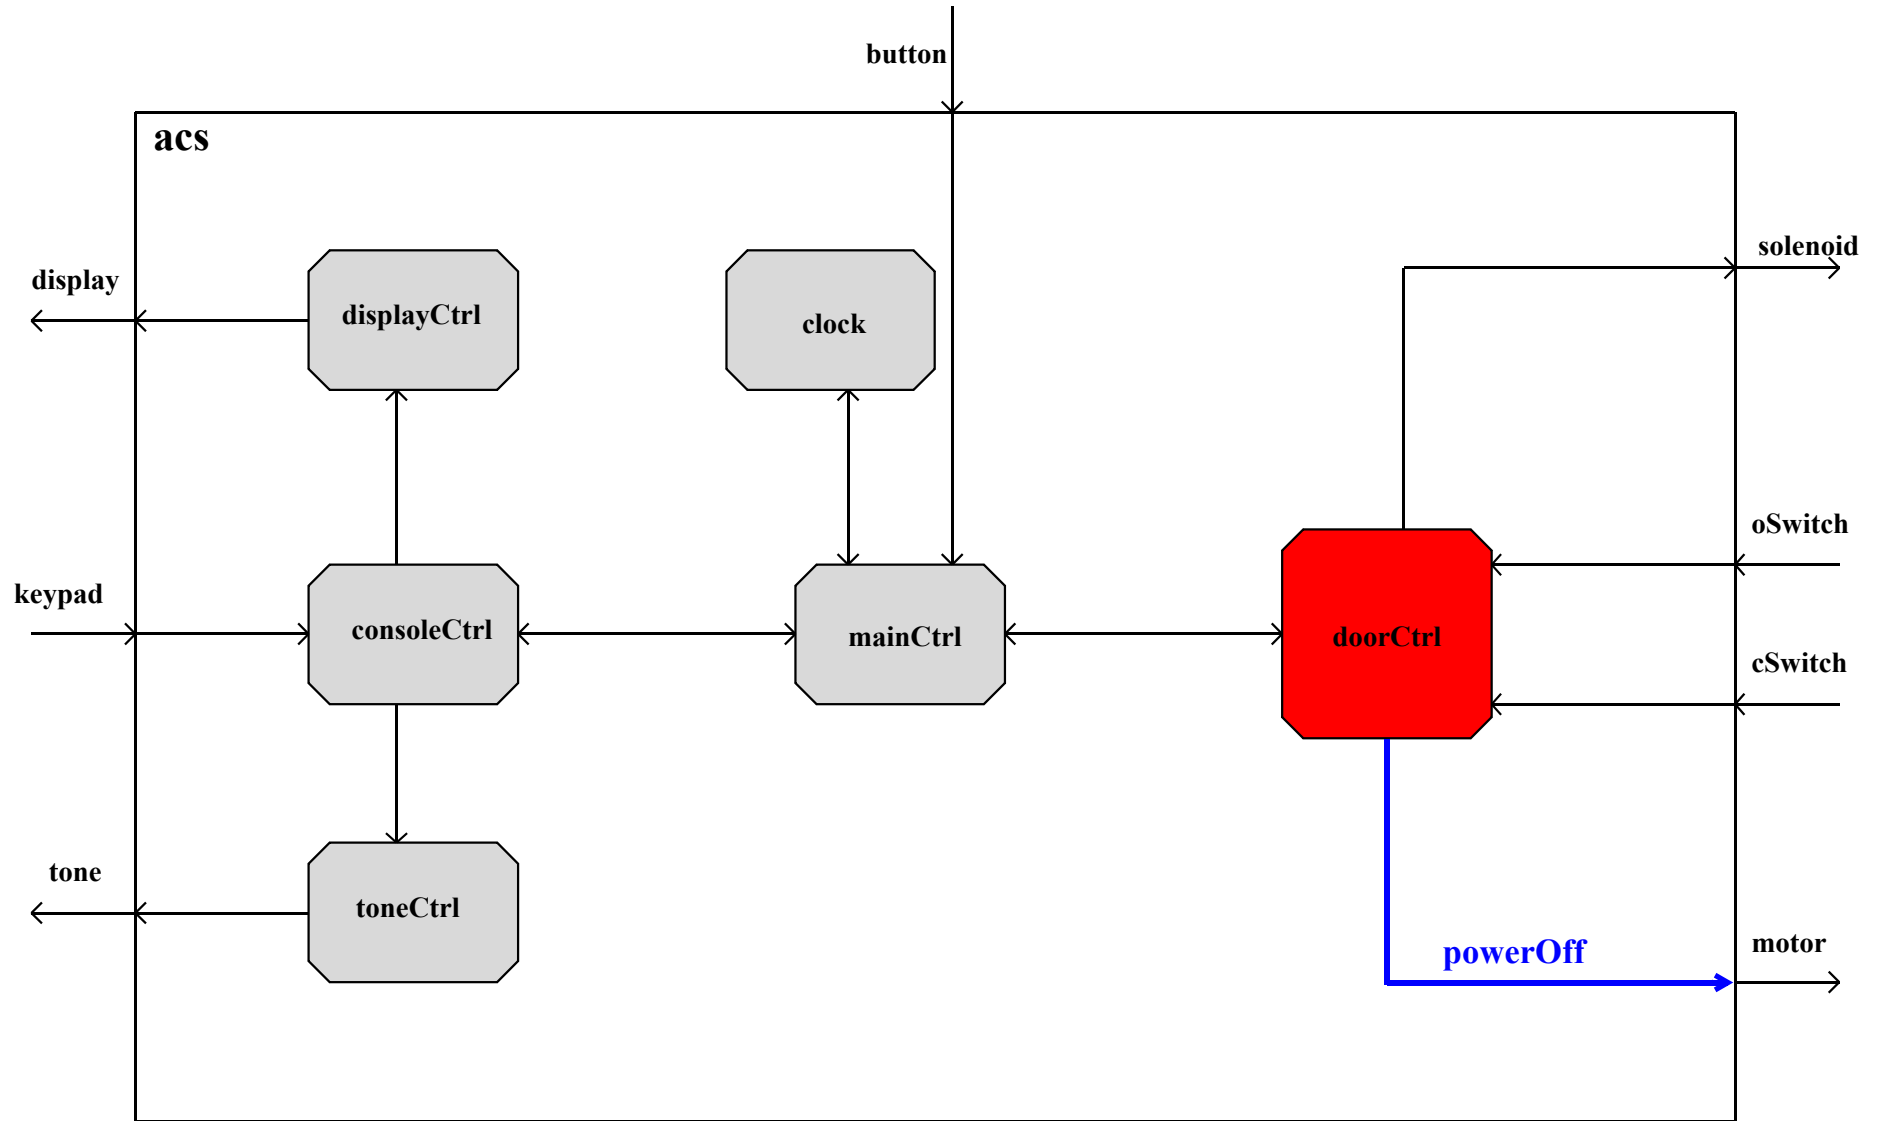 button
acs
solenoid
display
displayCtrl
clock
oSwitch
keypad
consoleCtrl
mainCtrl
doorCtrl
cSwitch
tone
toneCtrl
powerOff
motor